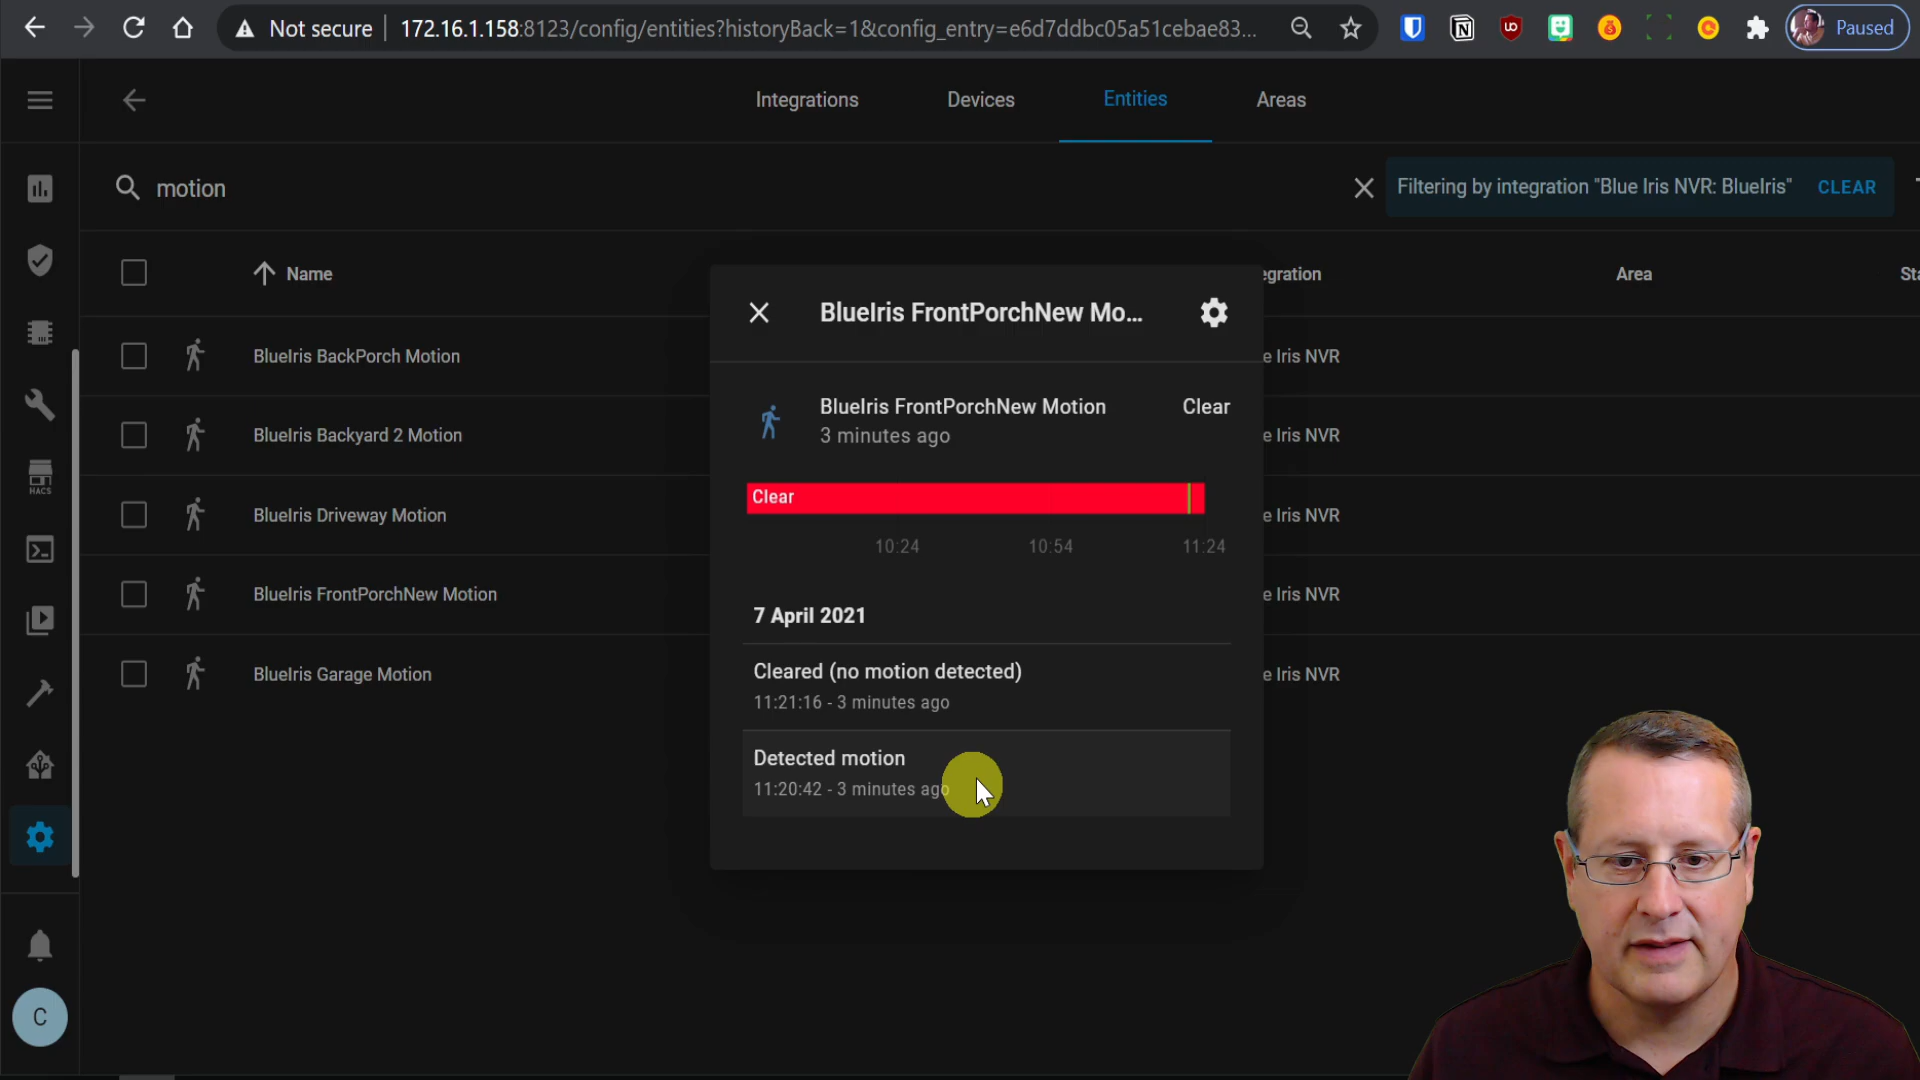 Not secure
172.16.1.158:8123/config/entities?historyBack=1&config_entry=e6d7ddbc05a51cebae83...
Paused
Integrations
Devices
Entities
Areas
motion
Filtering by integration "Blue Iris NVR: BlueIris"
CLEAR
Name
egration
Area
Sta
BlueIris BackPorch Motion
e Iris NVR
BlueIris Backyard 2 Motion
e Iris NVR
BlueIris Driveway Motion
e Iris NVR
BlueIris FrontPorchNew Motion
e Iris NVR
BlueIris Garage Motion
e Iris NVR
HACS
C
BlueIris FrontPorchNew Mo...
BlueIris FrontPorchNew Motion
Clear
3 minutes ago
Clear
10:24
10:54
11:24
7 April 2021
Cleared (no motion detected)
11:21:16 - 3 minutes ago
Detected motion
11:20:42 - 3 minutes ago